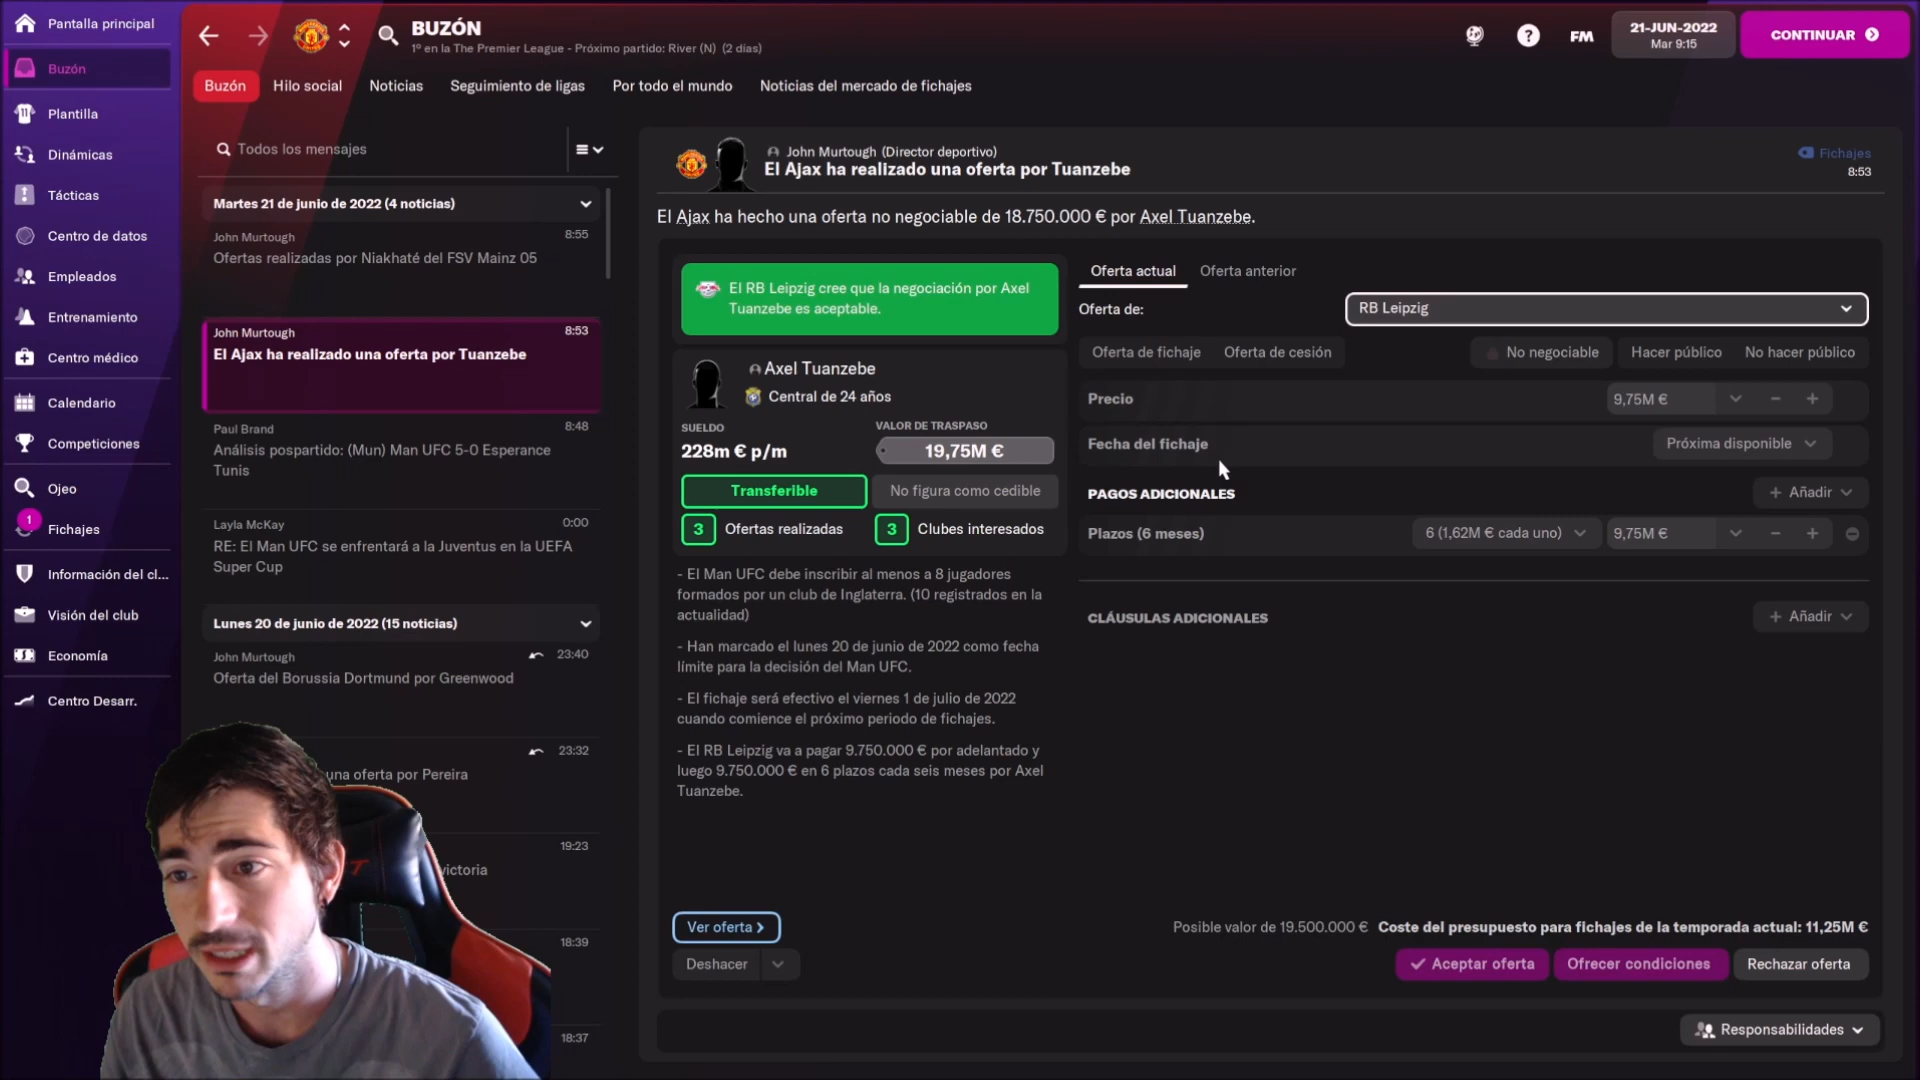 Pantalla principal
Buzón
Plantilla
Dinámicas
Tácticas
Centro de datos
Empleados
Entrenamiento
Centro médico
Calendario
Competiciones
Ojeo
1
Fichajes
Información del cl...
Visión del club
Economía
Centro Desarr.
BUZÓN
1º en la The Premier League - Próximo partido: River (N) (2 días)
FM
21-JUN-2022
Mar 9:15
CONTINUAR
Buzón
Hilo social
Noticias
Seguimiento de ligas
Por todo el mundo
Noticias del mercado de fichajes
Todos los mensajes
Martes 21 de junio de 2022 (4 noticias)
John Murtough 8:55
Ofertas realizadas por Niakhaté del FSV Mainz 05
John Murtough 8:53
El Ajax ha realizado una oferta por Tuanzebe
Paul Brand 8:48
Análisis pospartido: (Mun) Man UFC 5-0 Esperance
Tunis
Layla McKay 0:00
RE: El Man UFC se enfrentará a la Juventus en la UEFA
Super Cup
Lunes 20 de junio de 2022 (15 noticias)
John Murtough 23:40
Oferta del Borussia Dortmund por Greenwood
23:32
una oferta por Pereira
19:23
victoria
18:39
18:37
John Murtough (Director deportivo)
El Ajax ha realizado una oferta por Tuanzebe
Fichajes
8:53
El Ajax ha hecho una oferta no negociable de 18.750.000 € por Axel Tuanzebe.
El RB Leipzig cree que la negociación por Axel
Tuanzebe es aceptable.
Axel Tuanzebe
Central de 24 años
SUELDO
228m € p/m
VALOR DE TRASPASO
19,75M €
Transferible
No figura como cedible
3 Ofertas realizadas
3 Clubes interesados
- El Man UFC debe inscribir al menos a 8 jugadores
formados por un club de Inglaterra. (10 registrados en la
actualidad)
- Han marcado el lunes 20 de junio de 2022 como fecha
límite para la decisión del Man UFC.
- El fichaje será efectivo el viernes 1 de julio de 2022
cuando comience el próximo periodo de fichajes.
- El RB Leipzig va a pagar 9.750.000 € por adelantado y
luego 9.750.000 € en 6 plazos cada seis meses por Axel
Tuanzebe.
Ver oferta
Deshacer
Oferta actual
Oferta anterior
Oferta de:
RB Leipzig
Oferta de fichaje
Oferta de cesión
No negociable
Hacer público
No hacer público
Precio
9,75M €
Fecha del fichaje
Próxima disponible
PAGOS ADICIONALES
+ Añadir
Plazos (6 meses)
6 (1,62M € cada uno)
9,75M €
CLÁUSULAS ADICIONALES
+ Añadir
Posible valor de 19.500.000 € Coste del presupuesto para fichajes de la temporada actual: 11,25M €
Aceptar oferta
Ofrecer condiciones
Rechazar oferta
Responsabilidades